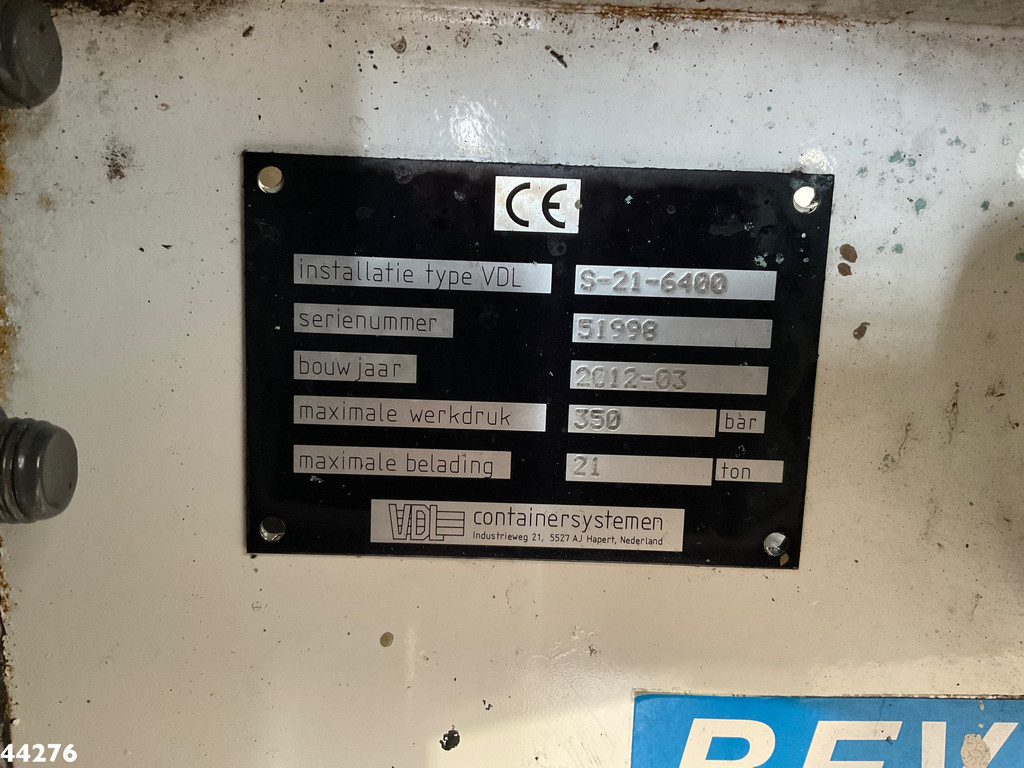 CE
installatie type VDL S-21-6400
serienummer 51998
bouwjaar 2012-03
maximale werkdruk 350 bar
maximale belading 21 ton
VDL containersystemen
Industrieweg 21, 5527 AJ Hapert, Nederland
44276